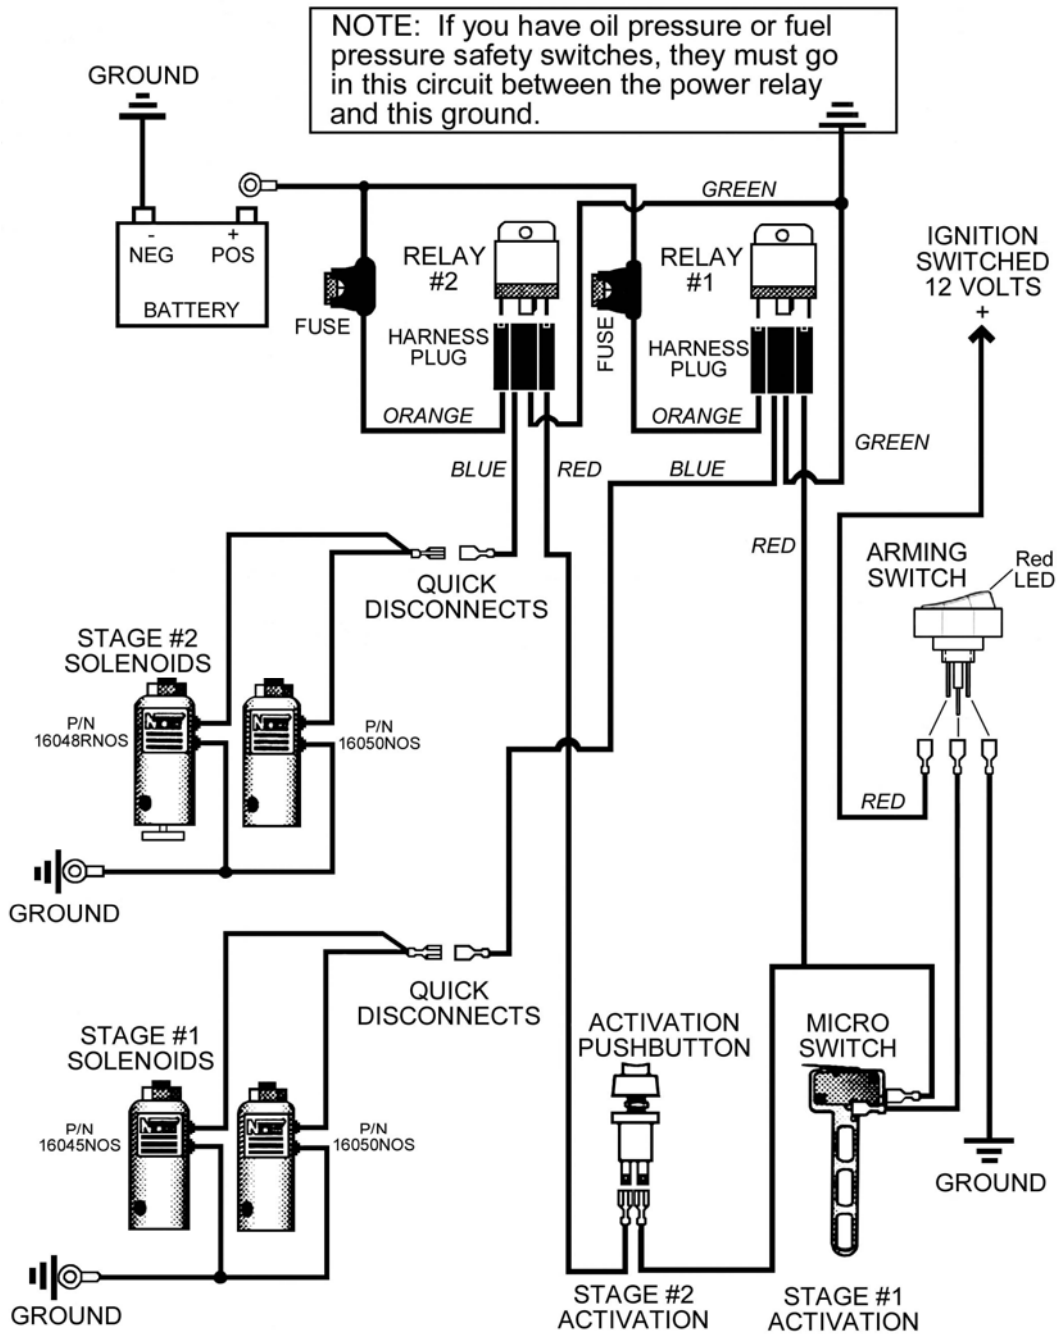 NOTE: If you have oil pressure or fuel
pressure safety switches, they must go
in this circuit between the power relay
and this ground.
GROUND
GREEN
-
NEG
+
POS
BATTERY
FUSE
RELAY
#2
HARNESS
PLUG
FUSE
RELAY
#1
HARNESS
PLUG
IGNITION
SWITCHED
12 VOLTS
+
ORANGE
ORANGE
GREEN
BLUE
RED
BLUE
RED
QUICK
DISCONNECTS
ARMING
SWITCH
Red
LED
STAGE #2
SOLENOIDS
P/N
16048RNOS
P/N
16050NOS
RED
GROUND
QUICK
DISCONNECTS
STAGE #1
SOLENOIDS
P/N
16045NOS
P/N
16050NOS
ACTIVATION
PUSHBUTTON
MICRO
SWITCH
GROUND
GROUND
STAGE #2
ACTIVATION
STAGE #1
ACTIVATION